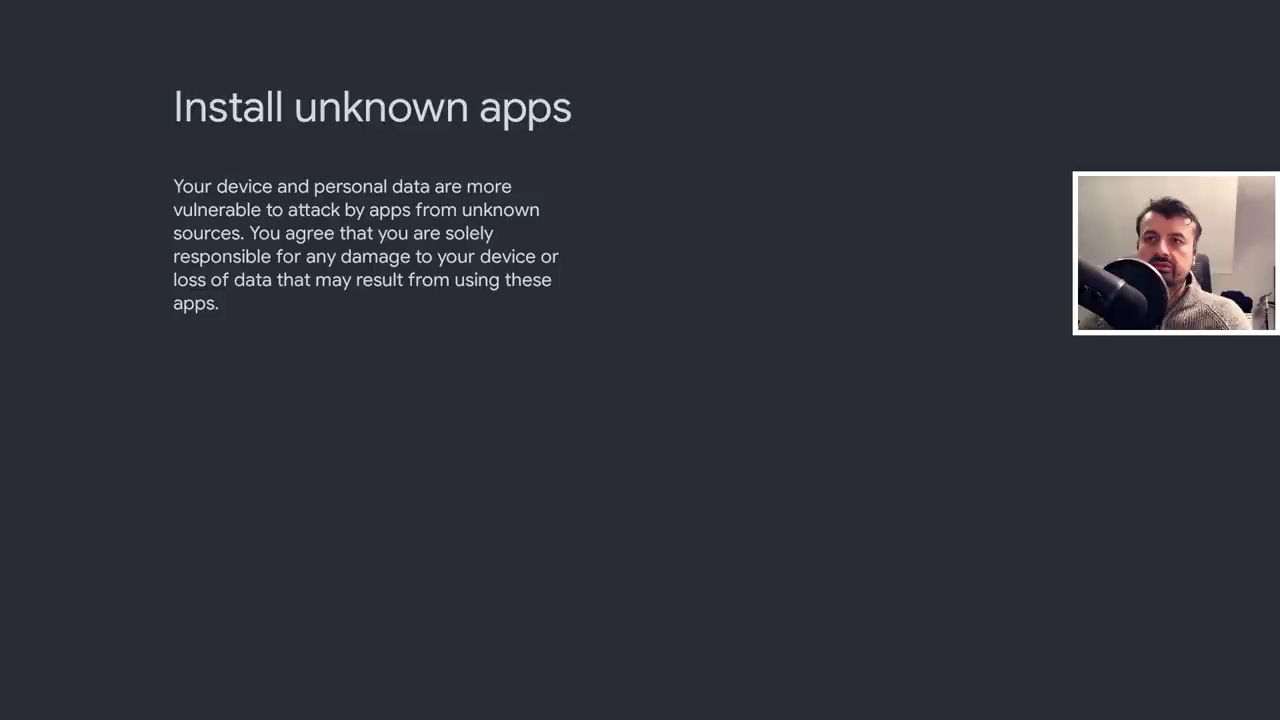 Install unknown apps
Your device and personal data are more
vulnerable to attack by apps from unknown
sources. You agree that you are solely
responsible for any damage to your device or
loss of data that may result from using these
apps.